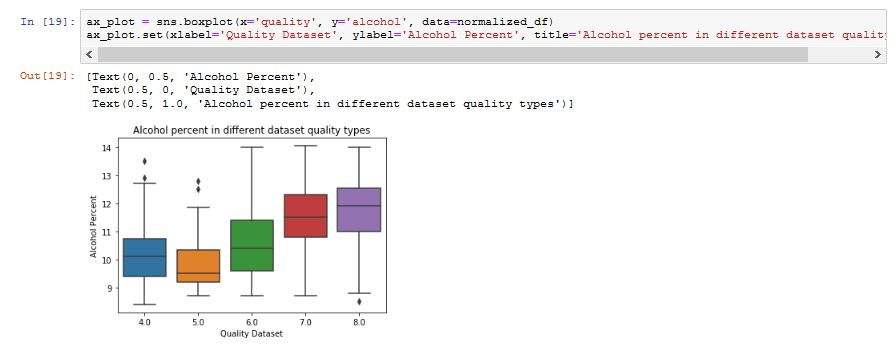 In [19]: ax_plot = sns.boxplot(x='quality', y='alcohol', data=normalized_df)
ax_plot.set(xlabel='Quality Dataset', ylabel='Alcohol Percent', title='Alcohol percent in different dataset quality
Out[19]: [Text(0, 0.5, 'Alcohol Percent'),
Text(0.5, 0, 'Quality Dataset'),
Text(0.5, 1.0, 'Alcohol percent in different dataset quality types')]
Alcohol percent in different dataset quality types
14
13
12
11
10
9
Alcohol Percent
4.0 5.0 6.0 7.0 8.0
Quality Dataset